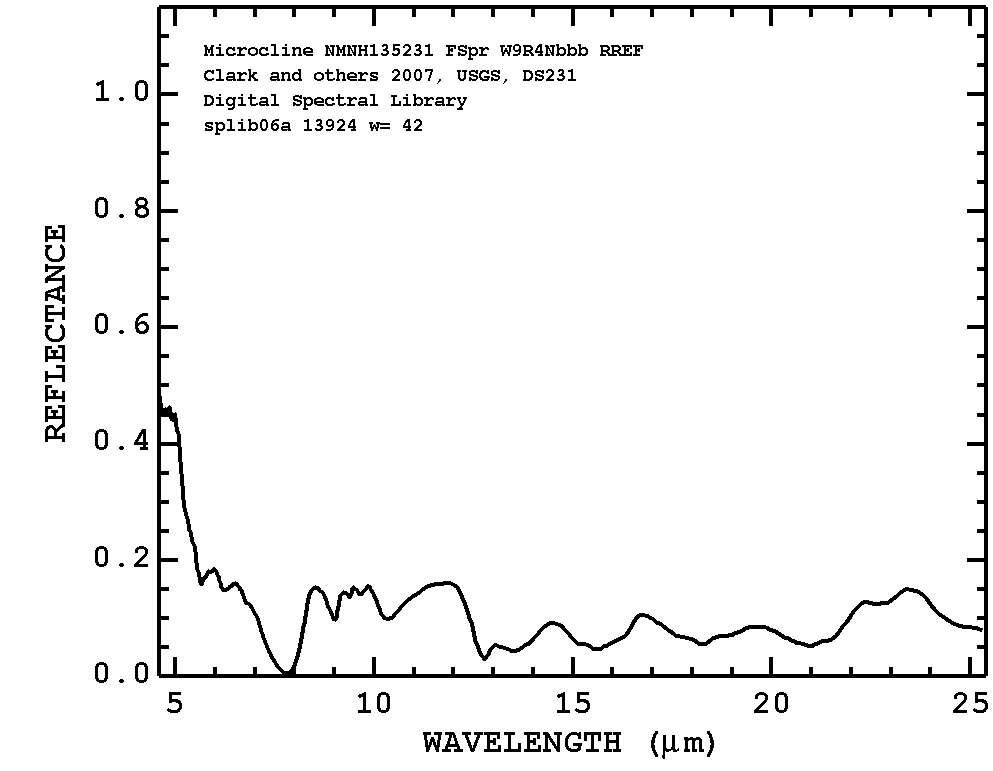 Microcline NMNH135231 FSpr W9R4Nbbb RREF
Clark and others 2007, USGS, DS231
Digital Spectral Library
splib06a 13924 w= 42
1.0
0.8
0.6
0.4
0.2
0.0
REFLECTANCE
5 10 15 20 25
WAVELENGTH (μm)